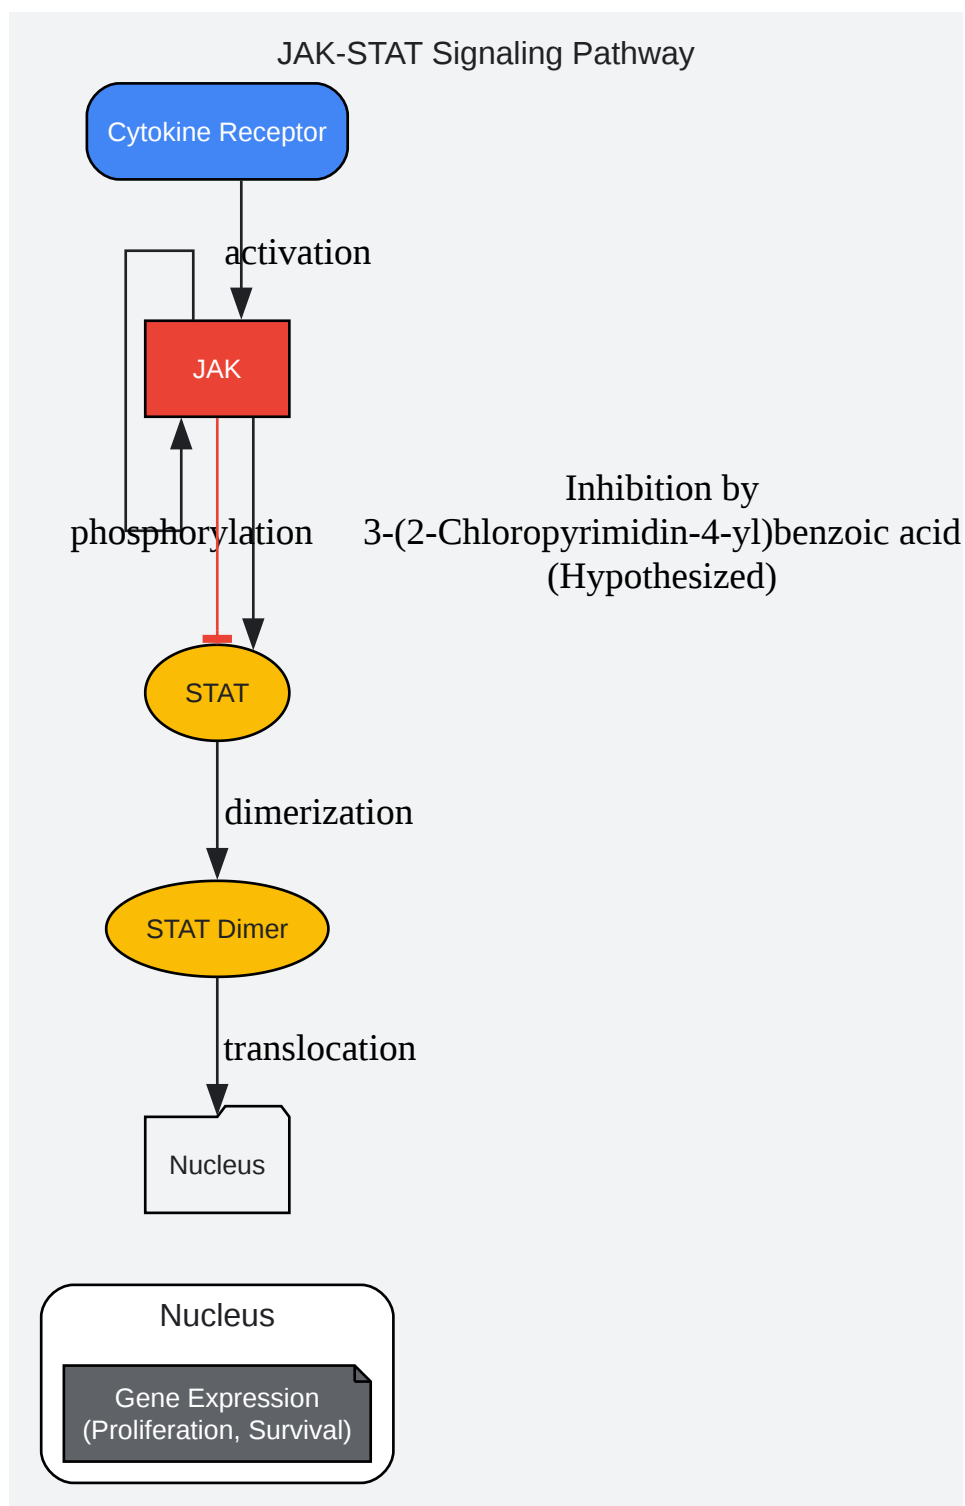 JAK-STAT Signaling Pathway
Cytokine Receptor
activation
JAK
phosphorylation
Inhibition by
3-(2-Chloropyrimidin-4-yl)benzoic acid
(Hypothesized)
STAT
dimerization
STAT Dimer
translocation
Nucleus
Nucleus
Gene Expression
(Proliferation, Survival)